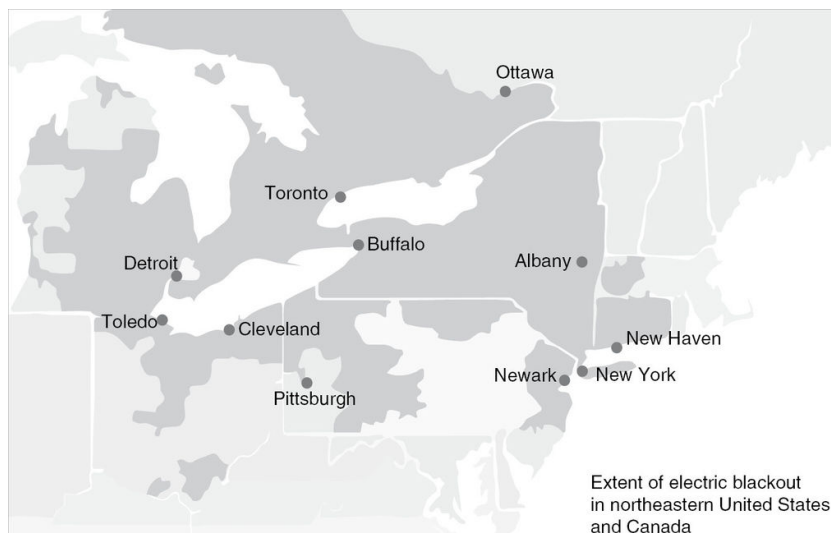 Ottawa
Toronto
Buffalo
Detroit
Albany
Toledo
Cleveland
New Haven
Newark
New York
Pittsburgh
Extent of electric blackout
in northeastern United States
and Canada